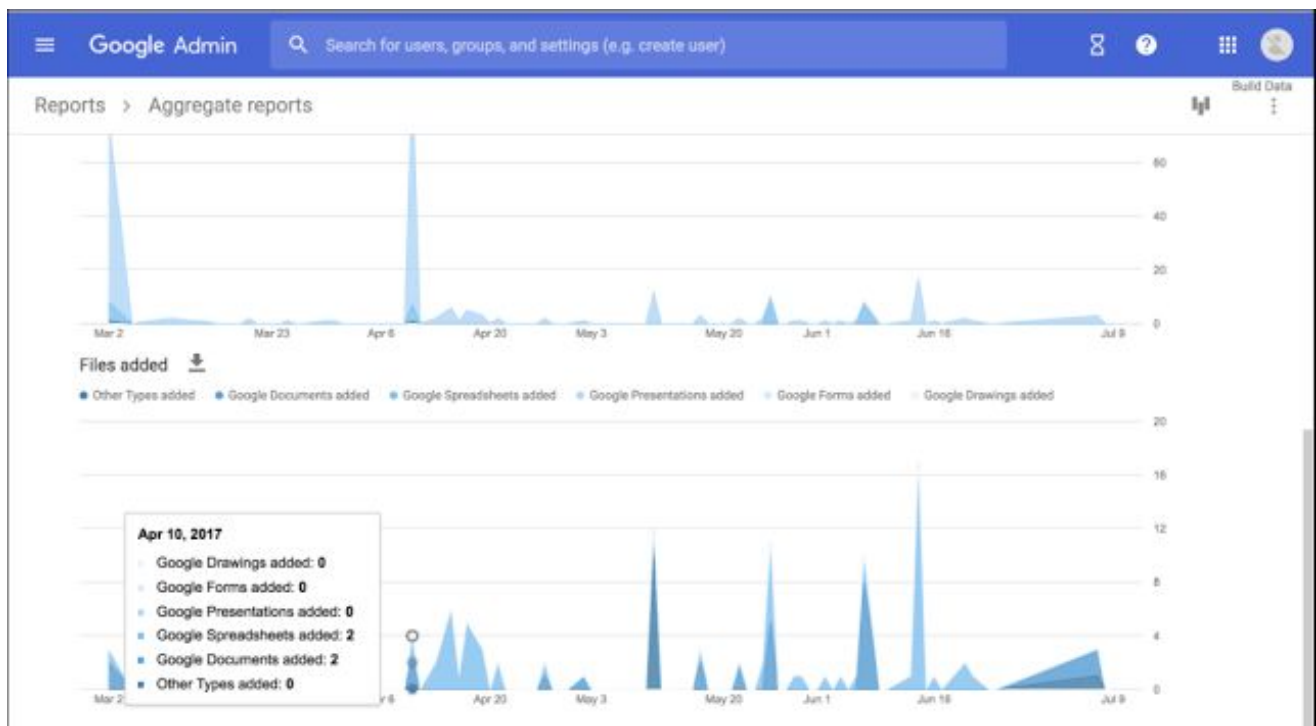 Google Admin
Search for users, groups, and settings (e.g. create user)
Build Data
Reports > Aggregate reports
60
40
20
0
Mar 2 Mar 23 Apr 6 Apr 20 May 3 May 20 Jun 1 Jun 16 Jul 9
Files added
Other Types added Google Documents added Google Spreadsheets added Google Presentations added Google Forms added Google Drawings added
20
16
12
8
4
0
Apr 10, 2017
Google Drawings added: 0
Google Forms added: 0
Google Presentations added: 0
Google Spreadsheets added: 2
Google Documents added: 2
Other Types added: 0
Mar 2 r 6 Apr 20 May 3 May 20 Jun 1 Jun 16 Jul 9